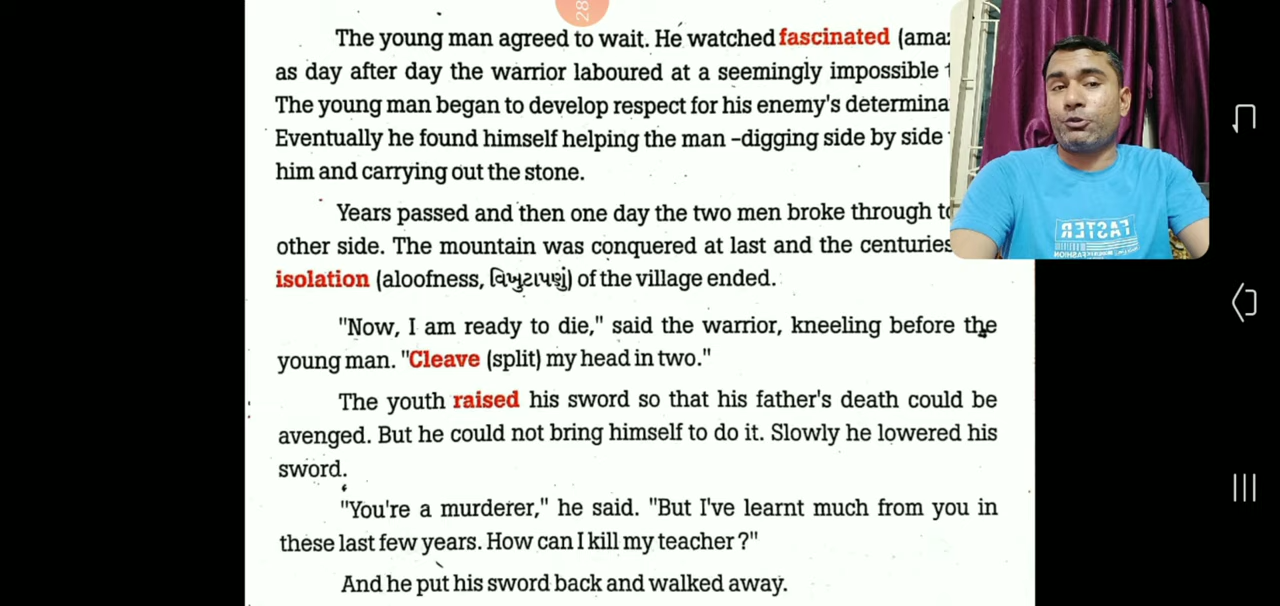 28
The young man agreed to wait. He watched fascinated
as day after day the warrior laboured at a seemingly impossible
The young man began to develop respect for his enemy's
Eventually he found himself helping the man –digging side by side
him and carrying out the stone.
Years passed and then one day the two men broke through
other side. The mountain was conquered at last and the centuries
isolation (aloofness, વિખુટાપણું) of the village ended.
"Now, I am ready to die," said the warrior, kneeling before the
young man. "Cleave (split) my head in two."
The youth raised his sword so that his father's death could be
avenged. But he could not bring himself to do it. Slowly he lowered his
sword.
"You're a murderer," he said. "But I've learnt much from you in
these last few years. How can I kill my teacher ?"
And he put his sword back and walked away.
FASTER